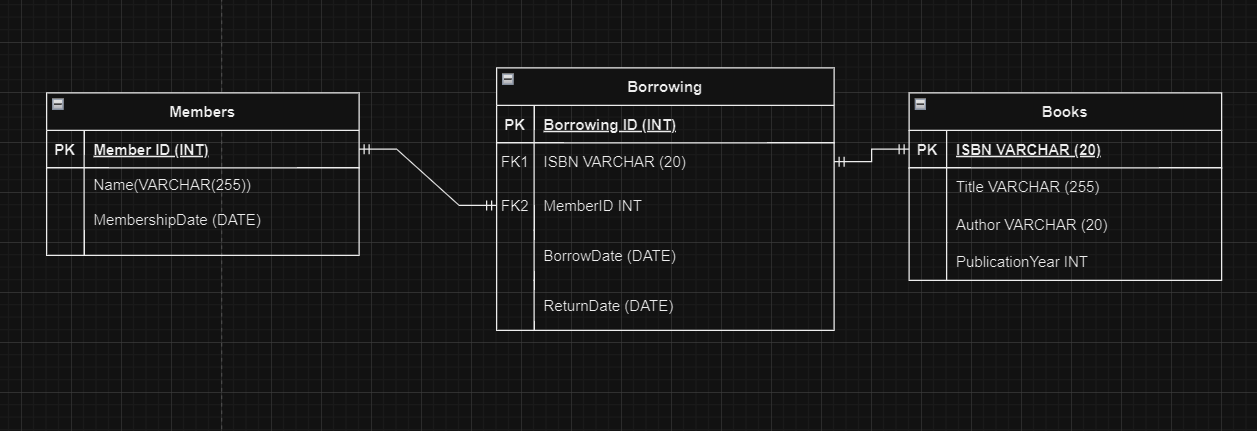 Members
PK Member ID (INT)
Name(VARCHAR(255))
MembershipDate (DATE)
Borrowing
PK Borrowing ID (INT)
FK1 ISBN VARCHAR (20)
FK2 MemberID INT
BorrowDate (DATE)
ReturnDate (DATE)
Books
PK ISBN VARCHAR (20)
Title VARCHAR (255)
Author VARCHAR (20)
PublicationYear INT